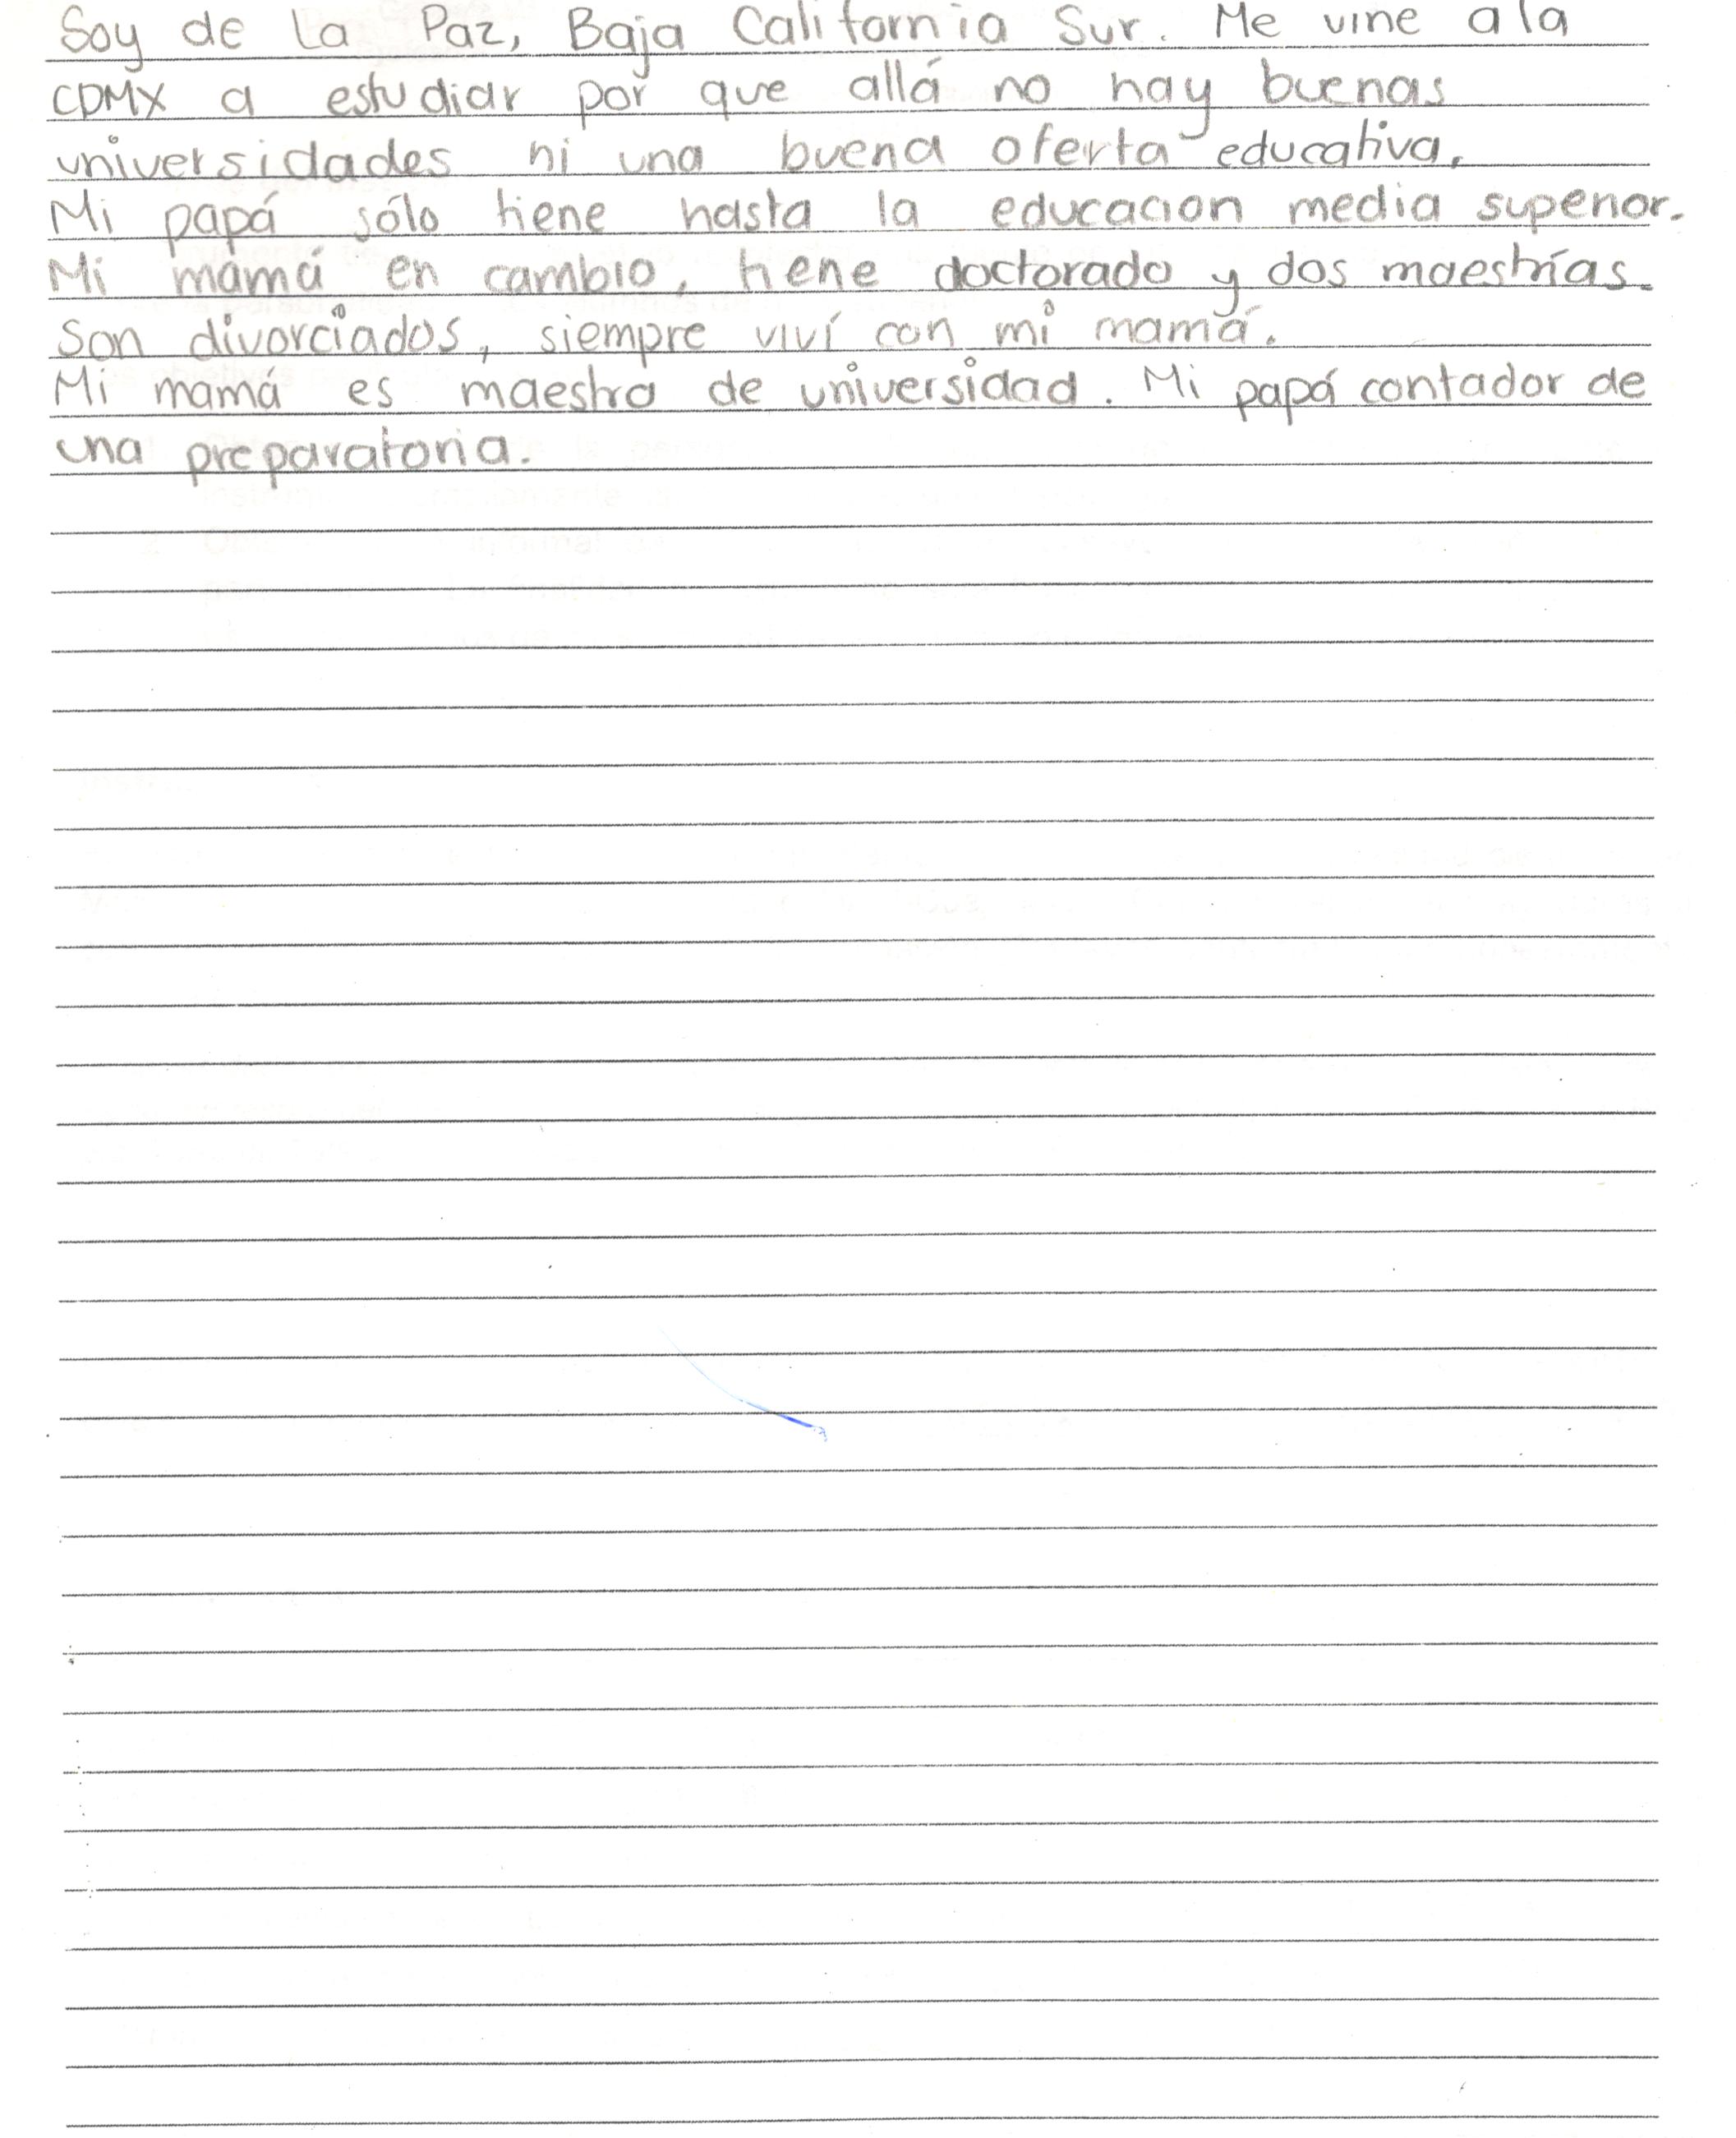 Soy de La Paz, Baja California Sur. Me vine a la
CDMX a estudiar por que allá no hay buenas
universidades ni una buena oferta educativa.
Mi papá sólo tiene hasta la educacion media superior.
Mi mamá en cambio, tiene doctorado y dos maestrías.
Son divorciados, siempre viví con mi mamá.
Mi mamá es maestra de universidad. Mi papá contador de
una preparatoria.